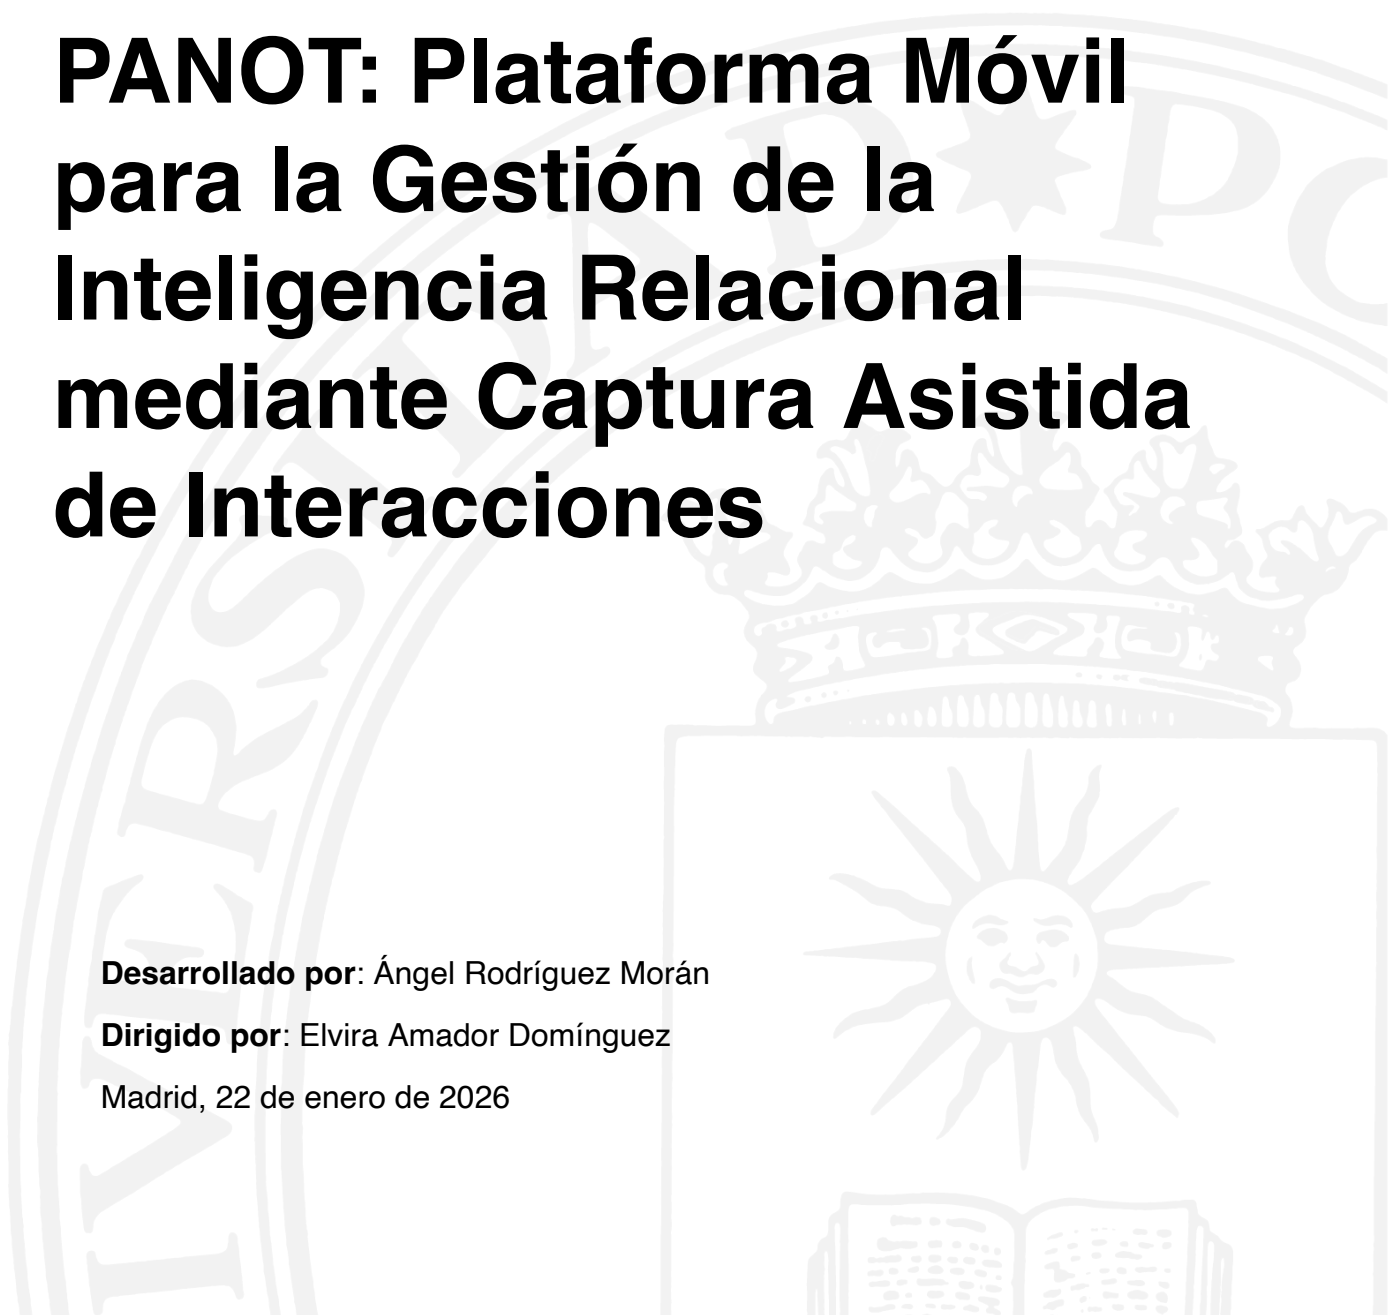 PANOT: Plataforma Móvil
para la Gestión de la
Inteligencia Relacional
mediante Captura Asistida
de Interacciones
Desarrollado por: Ángel Rodríguez Morán
Dirigido por: Elvira Amador Domínguez
Madrid, 22 de enero de 2026